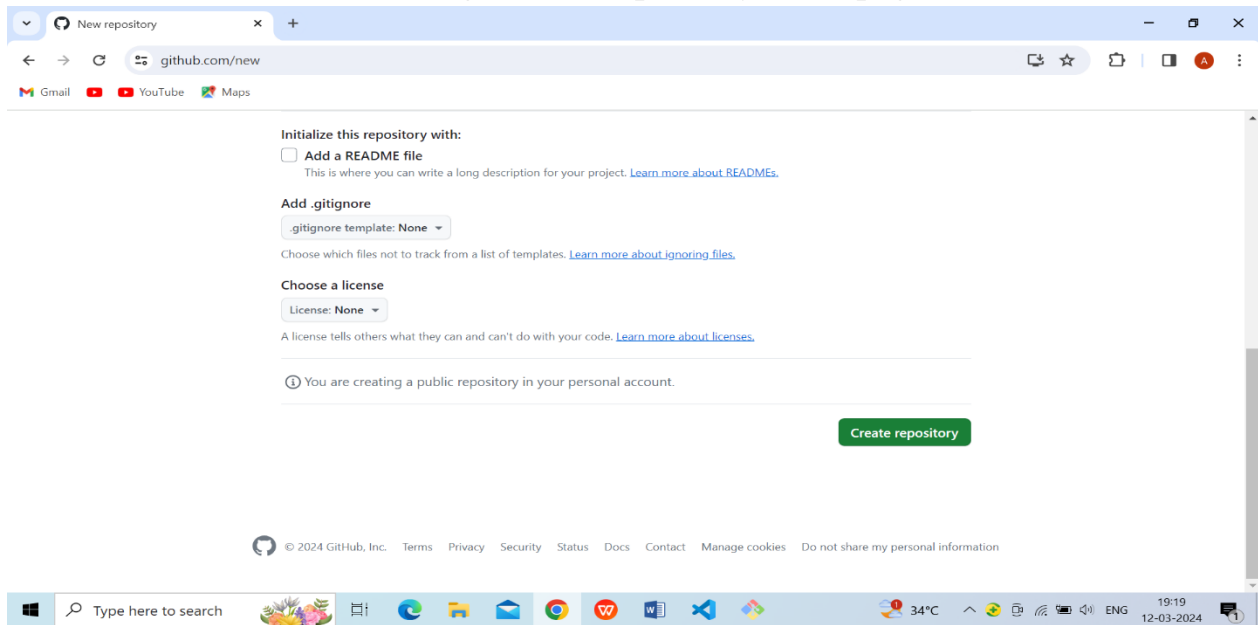 New repository
github.com/new
A
Gmail YouTube Maps
Initialize this repository with:
Add a README file
This is where you can write a long description for your project. Learn more about READMEs.
Add .gitignore
.gitignore template: None
Choose which files not to track from a list of templates. Learn more about ignoring files.
Choose a license
License: None
A license tells others what they can and can't do with your code. Learn more about licenses.
You are creating a public repository in your personal account.
Create repository
© 2024 GitHub, Inc. Terms Privacy Security Status Docs Contact Manage cookies Do not share my personal information
Type here to search
34°C
ENG
19:19
12-03-2024
1